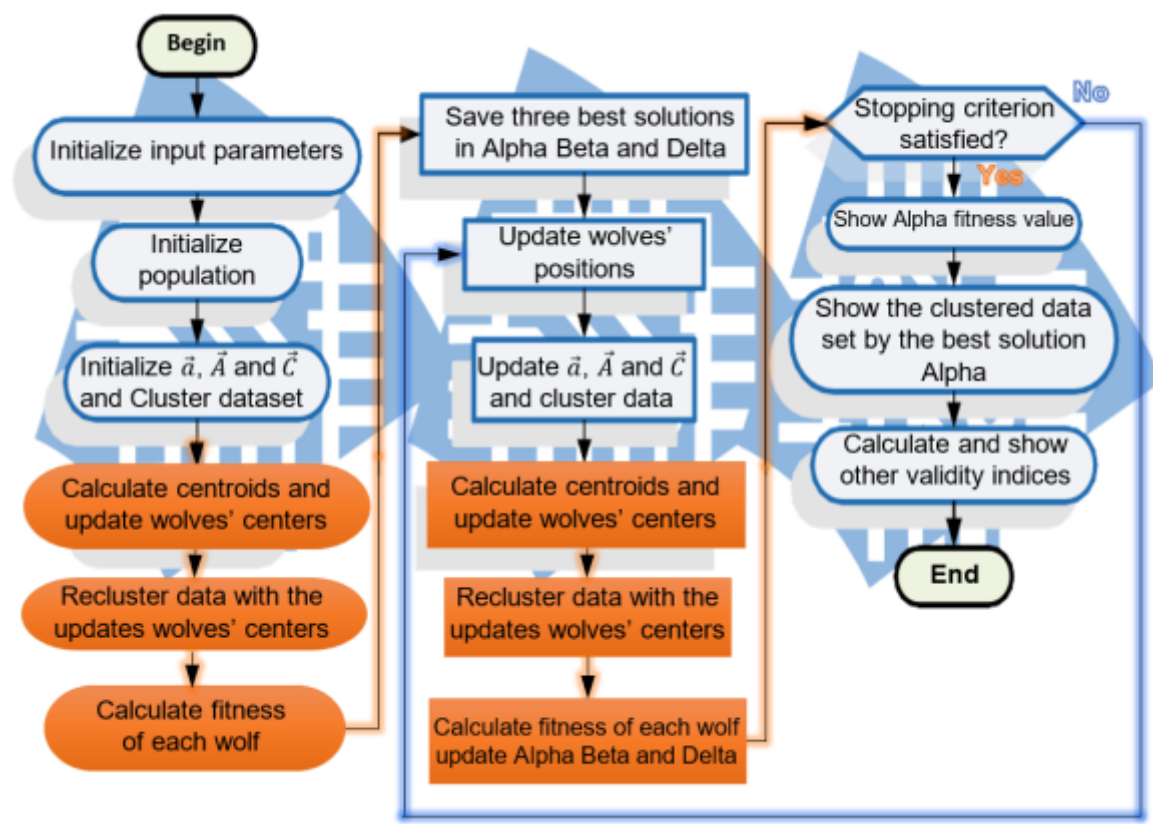 Begin
Initialize input parameters
Initialize
population
Initialize a⃗, A⃗ and C⃗
and Cluster dataset
Calculate centroids and
update wolves’ centers
Recluster data with the
updates wolves’ centers
Calculate fitness
of each wolf
Save three best solutions
in Alpha Beta and Delta
Update wolves’
positions
Update a⃗, A⃗ and C⃗
and cluster data
Calculate centroids and
update wolves’ centers
Recluster data with the
updates wolves’ centers
Calculate fitness of each wolf
update Alpha Beta and Delta
Stopping criterion
satisfied?
No
Yes
Show Alpha fitness value
Show the clustered data
set by the best solution
Alpha
Calculate and show
other validity indices
End